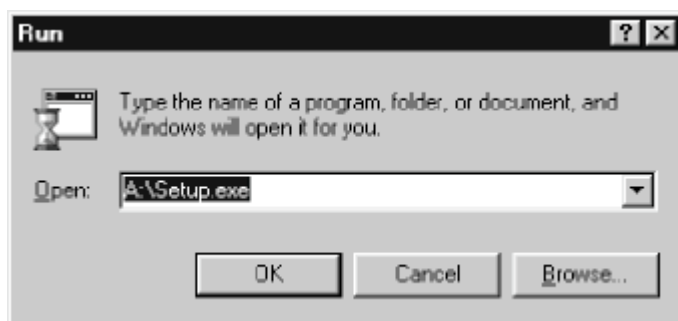 Run
Type the name of a program, folder, or document, and
Windows will open it for you.
Open: A:\Setup.exe
OK Cancel Browse...